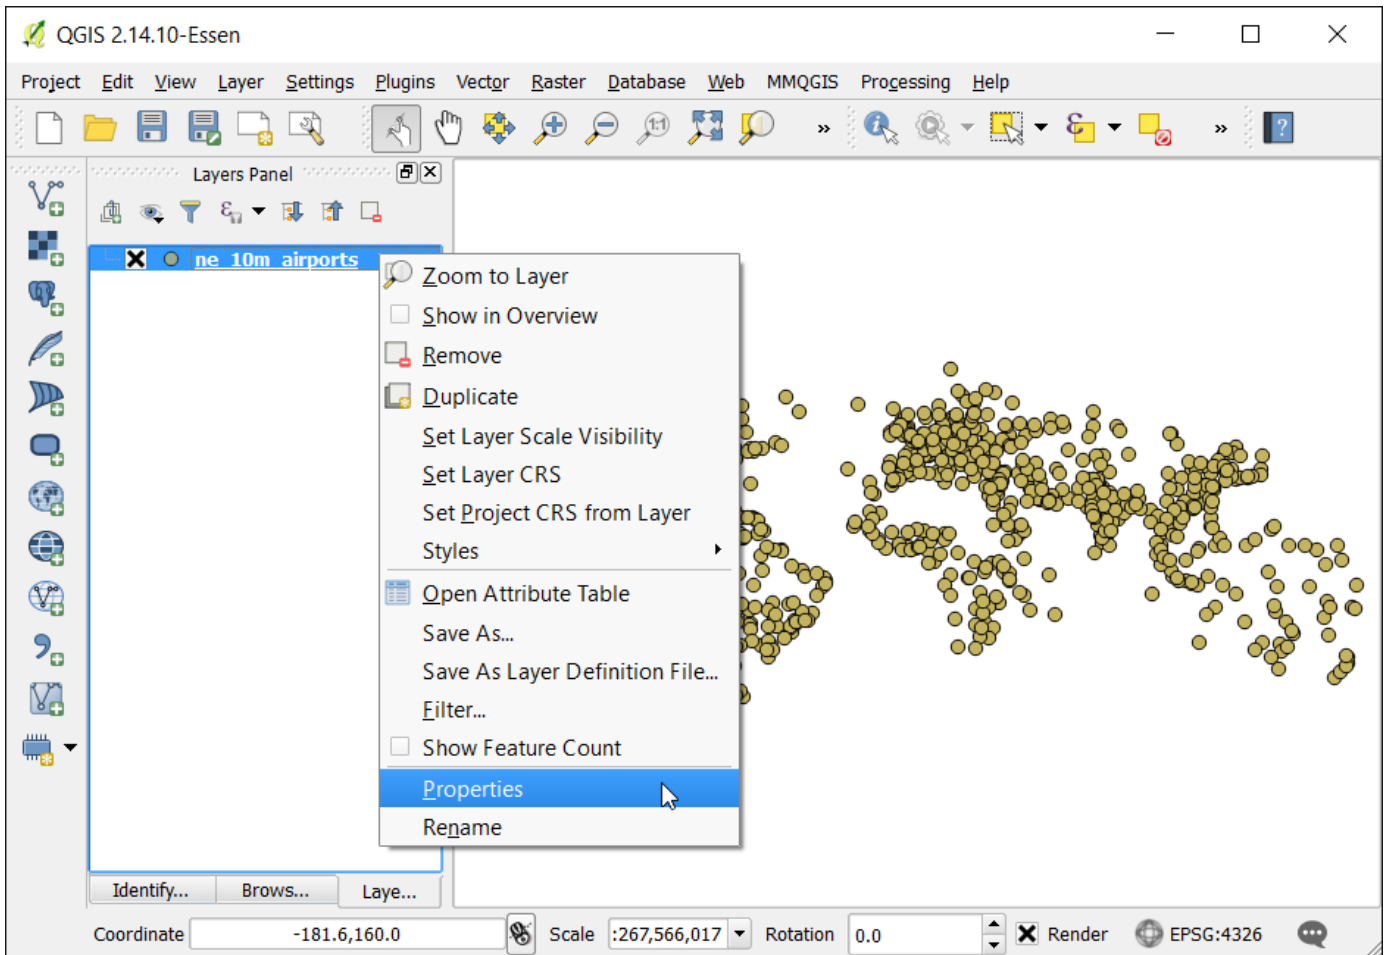 QGIS 2.14.10-Essen
Project Edit View Layer Settings Plugins Vector Raster Database Web MMQGIS Processing Help
1:1
»
»
?
Layers Panel
ne_10m_airports
Zoom to Layer
Show in Overview
Remove
Duplicate
Set Layer Scale Visibility
Set Layer CRS
Set Project CRS from Layer
Styles
Open Attribute Table
Save As...
Save As Layer Definition File...
Filter...
Show Feature Count
Properties
Rename
Identify... Brows... Laye...
Coordinate -181.6,160.0 Scale :267,566,017 Rotation 0.0 Render EPSG:4326